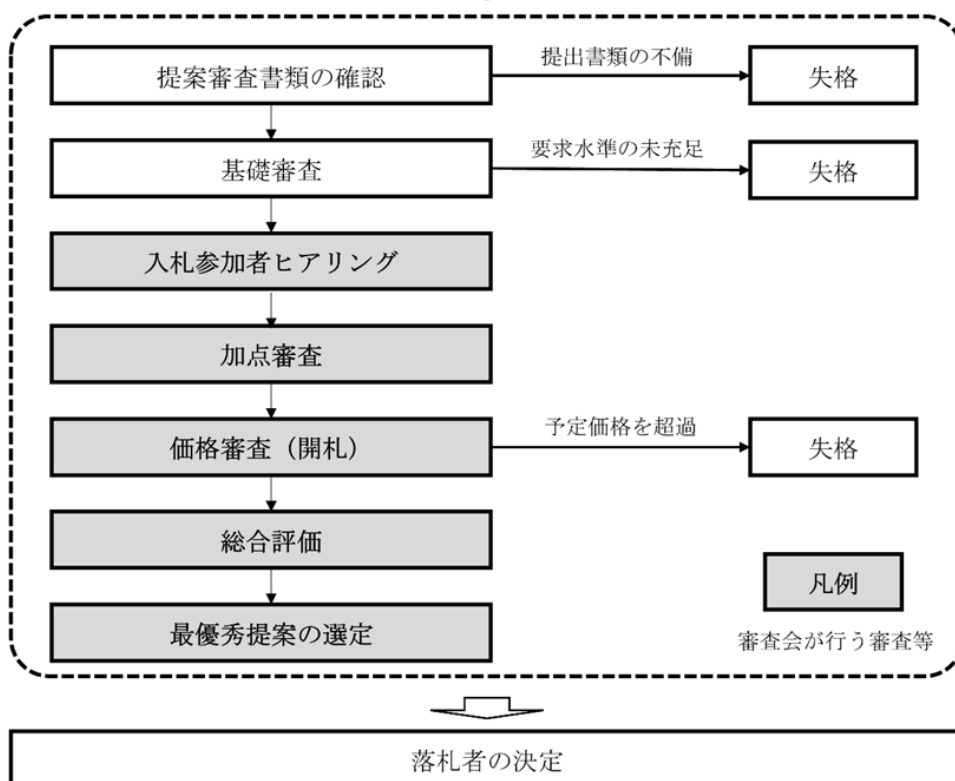 提案審査書類の確認
提出書類の不備
失格
基礎審査
要求水準の未充足
失格
入札参加者ヒアリング
加点審査
価格審査（開札）
予定価格を超過
失格
総合評価
凡例
最優秀提案の選定
審査会が行う審査等
落札者の決定